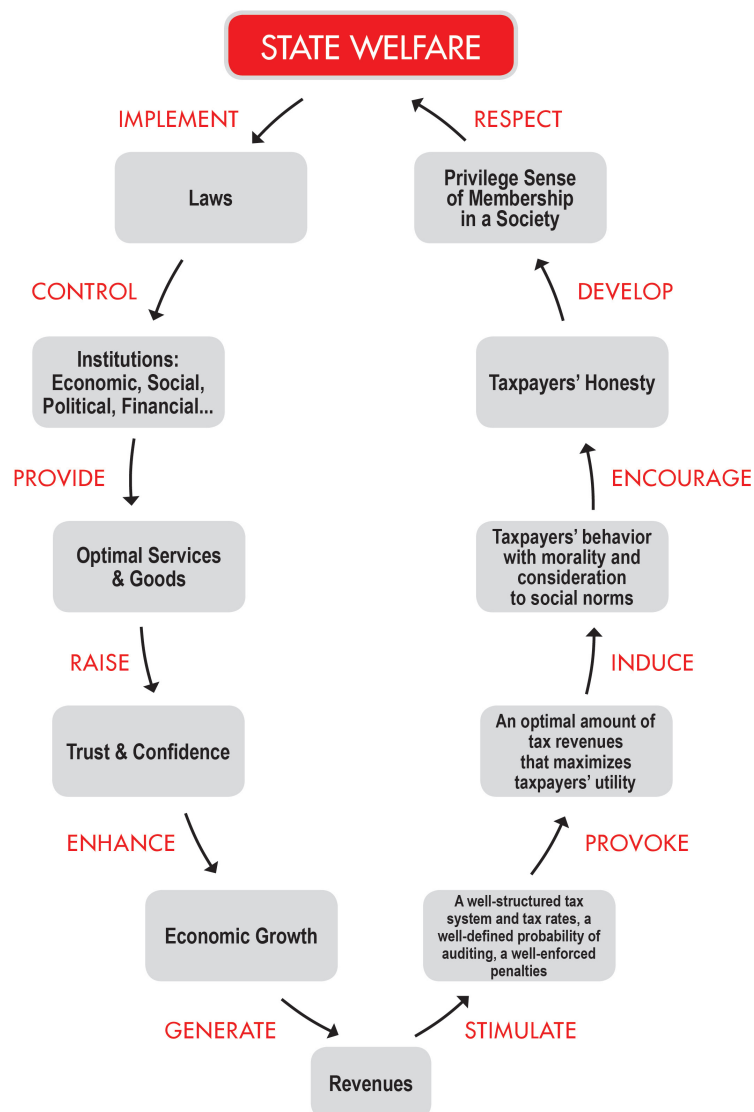 STATE WELFARE
IMPLEMENT
Laws
CONTROL
Institutions:
Economic, Social,
Political, Financial...
PROVIDE
Optimal Services
& Goods
RAISE
Trust & Confidence
ENHANCE
Economic Growth
GENERATE
Revenues
STIMULATE
A well-structured tax
system and tax rates, a
well-defined probability of
auditing, a well-enforced
penalties
PROVOKE
An optimal amount of
tax revenues
that maximizes
taxpayers’ utility
INDUCE
Taxpayers’ behavior
with morality and
consideration
to social norms
ENCOURAGE
Taxpayers’ Honesty
DEVELOP
Privilege Sense
of Membership
in a Society
RESPECT